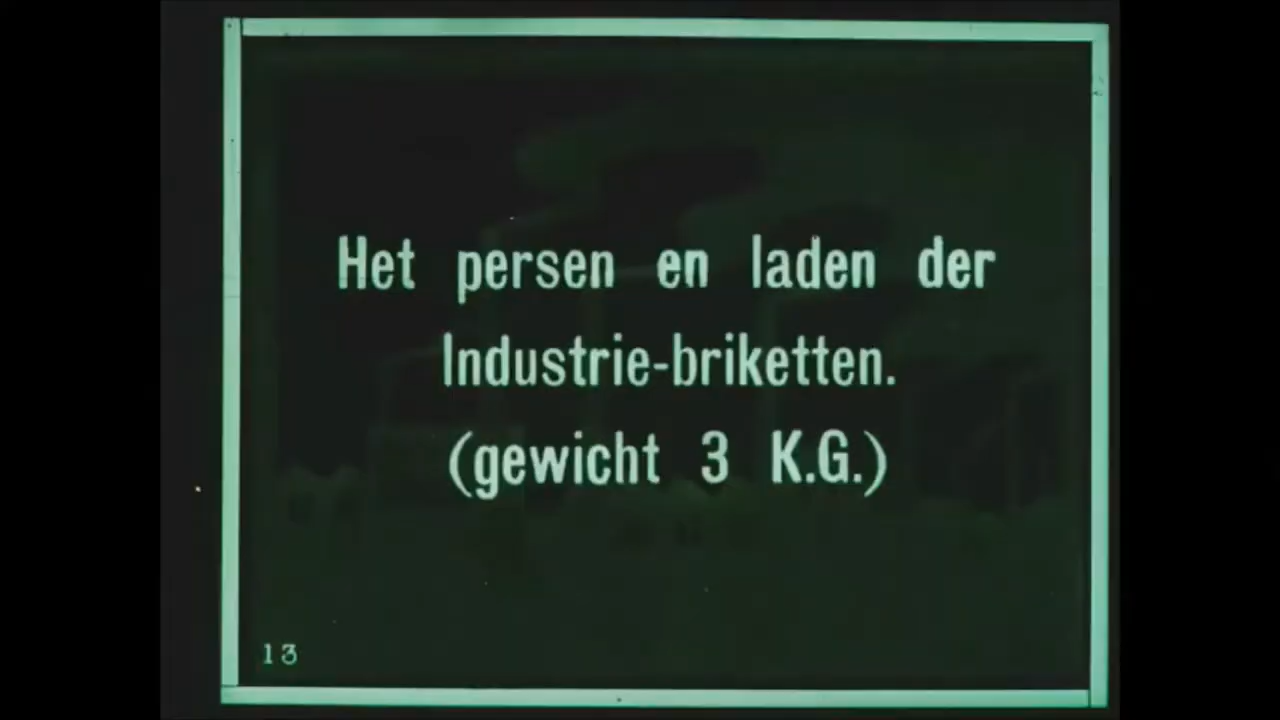 Het persen en laden der
Industrie-briketten.
(gewicht 3 K.G.)
13